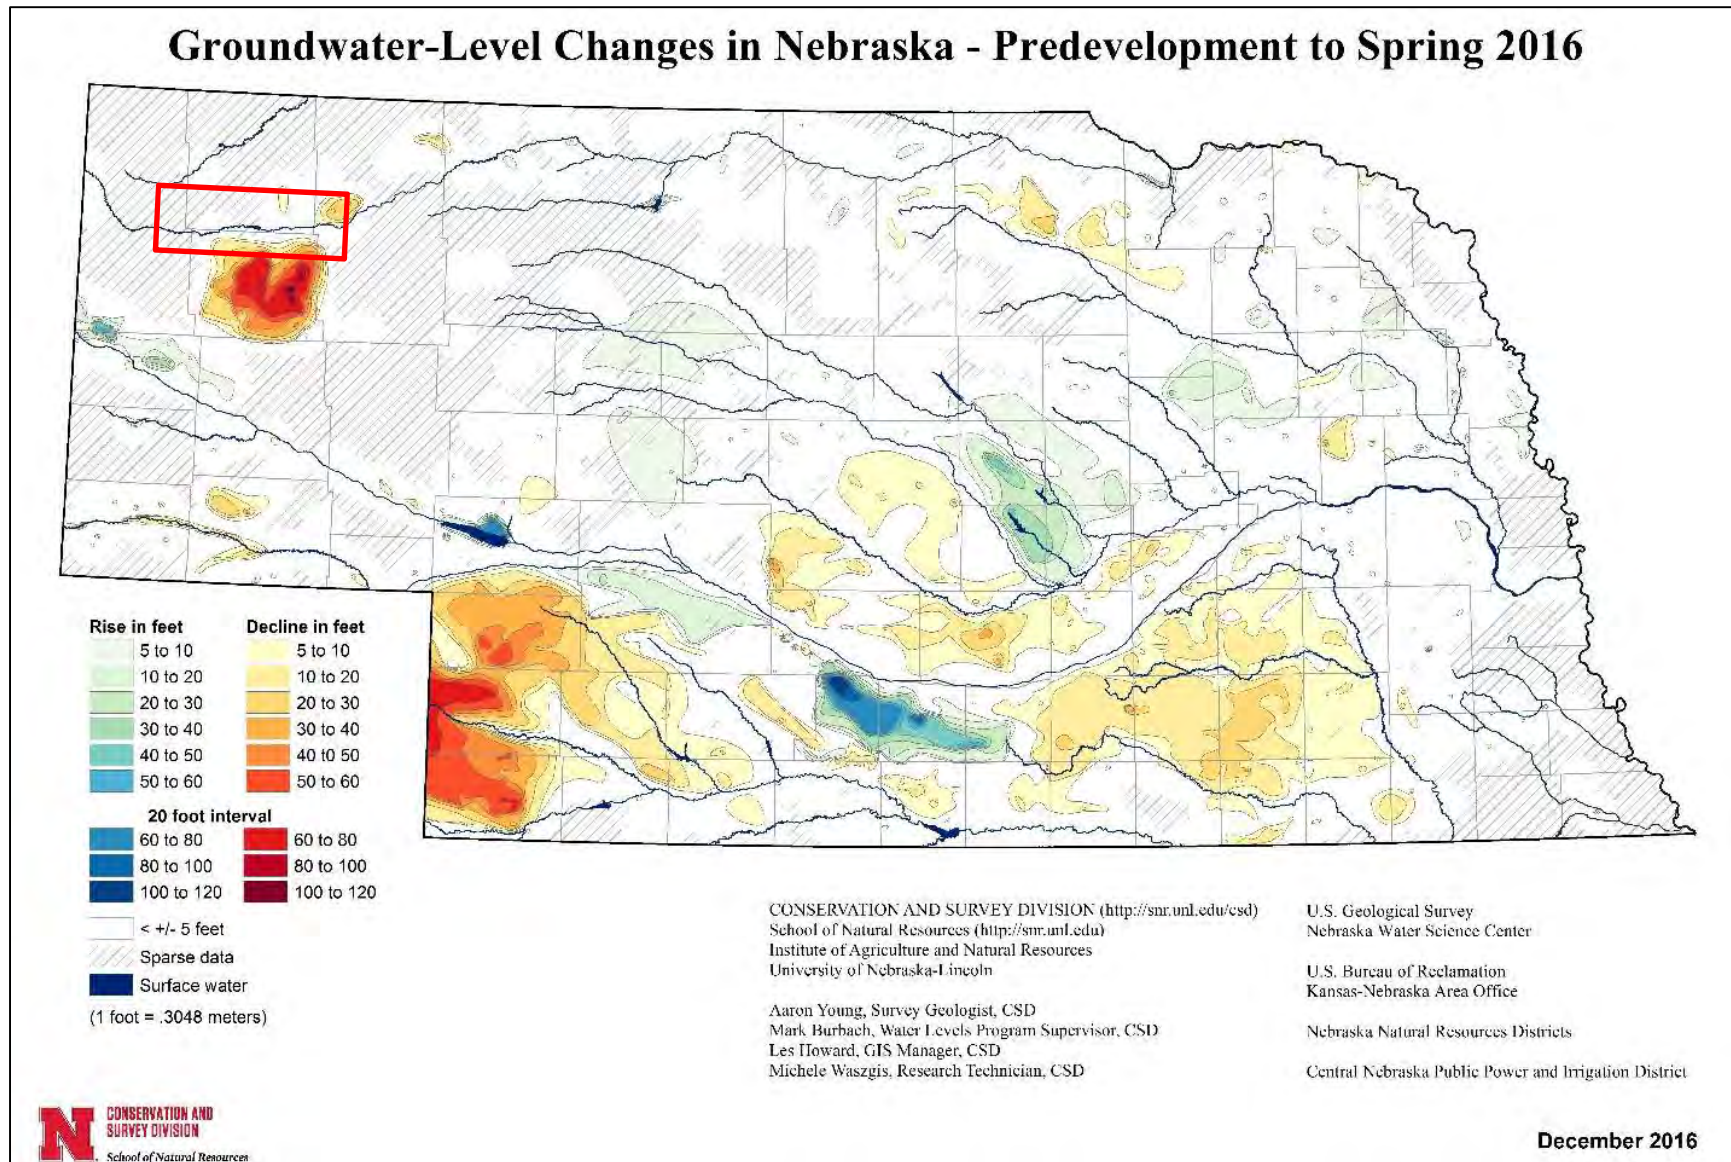 Groundwater-Level Changes in Nebraska - Predevelopment to Spring 2016
Rise in feet
5 to 10
10 to 20
20 to 30
30 to 40
40 to 50
50 to 60
Decline in feet
5 to 10
10 to 20
20 to 30
30 to 40
40 to 50
50 to 60
20 foot interval
60 to 80
80 to 100
100 to 120
60 to 80
80 to 100
100 to 120
< +/- 5 feet
Sparse data
Surface water
(1 foot = .3048 meters)
CONSERVATION AND SURVEY DIVISION (http://snr.unl.edu/csd)
School of Natural Resources (http://snr.unl.edu)
Institute of Agriculture and Natural Resources
University of Nebraska-Lincoln
Aaron Young, Survey Geologist, CSD
Mark Burbach, Water Levels Program Supervisor, CSD
Les Howard, GIS Manager, CSD
Michele Waszgis, Research Technician, CSD
U.S. Geological Survey
Nebraska Water Science Center
U.S. Bureau of Reclamation
Kansas-Nebraska Area Office
Nebraska Natural Resources Districts
Central Nebraska Public Power and Irrigation District
N
CONSERVATION AND
SURVEY DIVISION
School of Natural Resources
December 2016